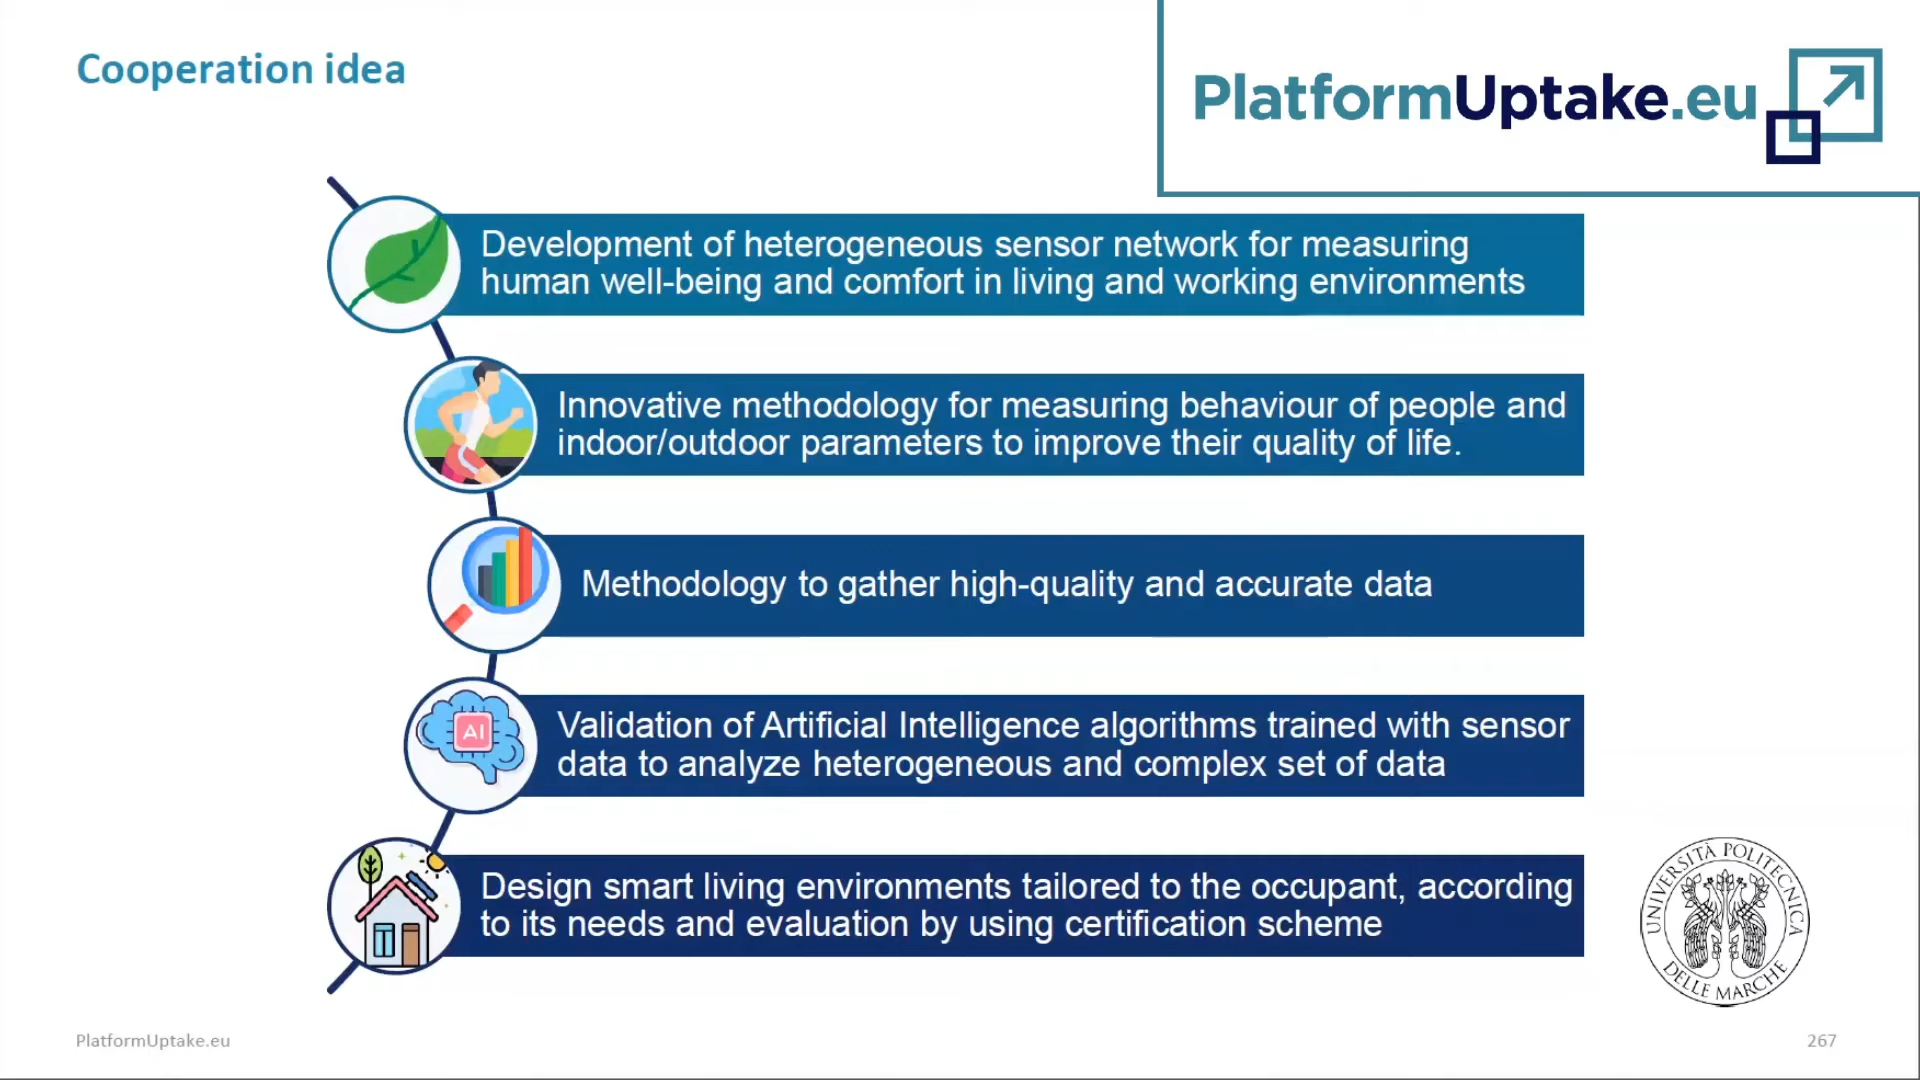 Cooperation idea
PlatformUptake.eu
Development of heterogeneous sensor network for measuring
human well-being and comfort in living and working environments
Innovative methodology for measuring behaviour of people and
indoor/outdoor parameters to improve their quality of life.
Methodology to gather high-quality and accurate data
AI
Validation of Artificial Intelligence algorithms trained with sensor
data to analyze heterogeneous and complex set of data
Design smart living environments tailored to the occupant, according
to its needs and evaluation by using certification scheme
UNIVERSITÀ POLITECNICA
DELLE MARCHE
PlatformUptake.eu
267